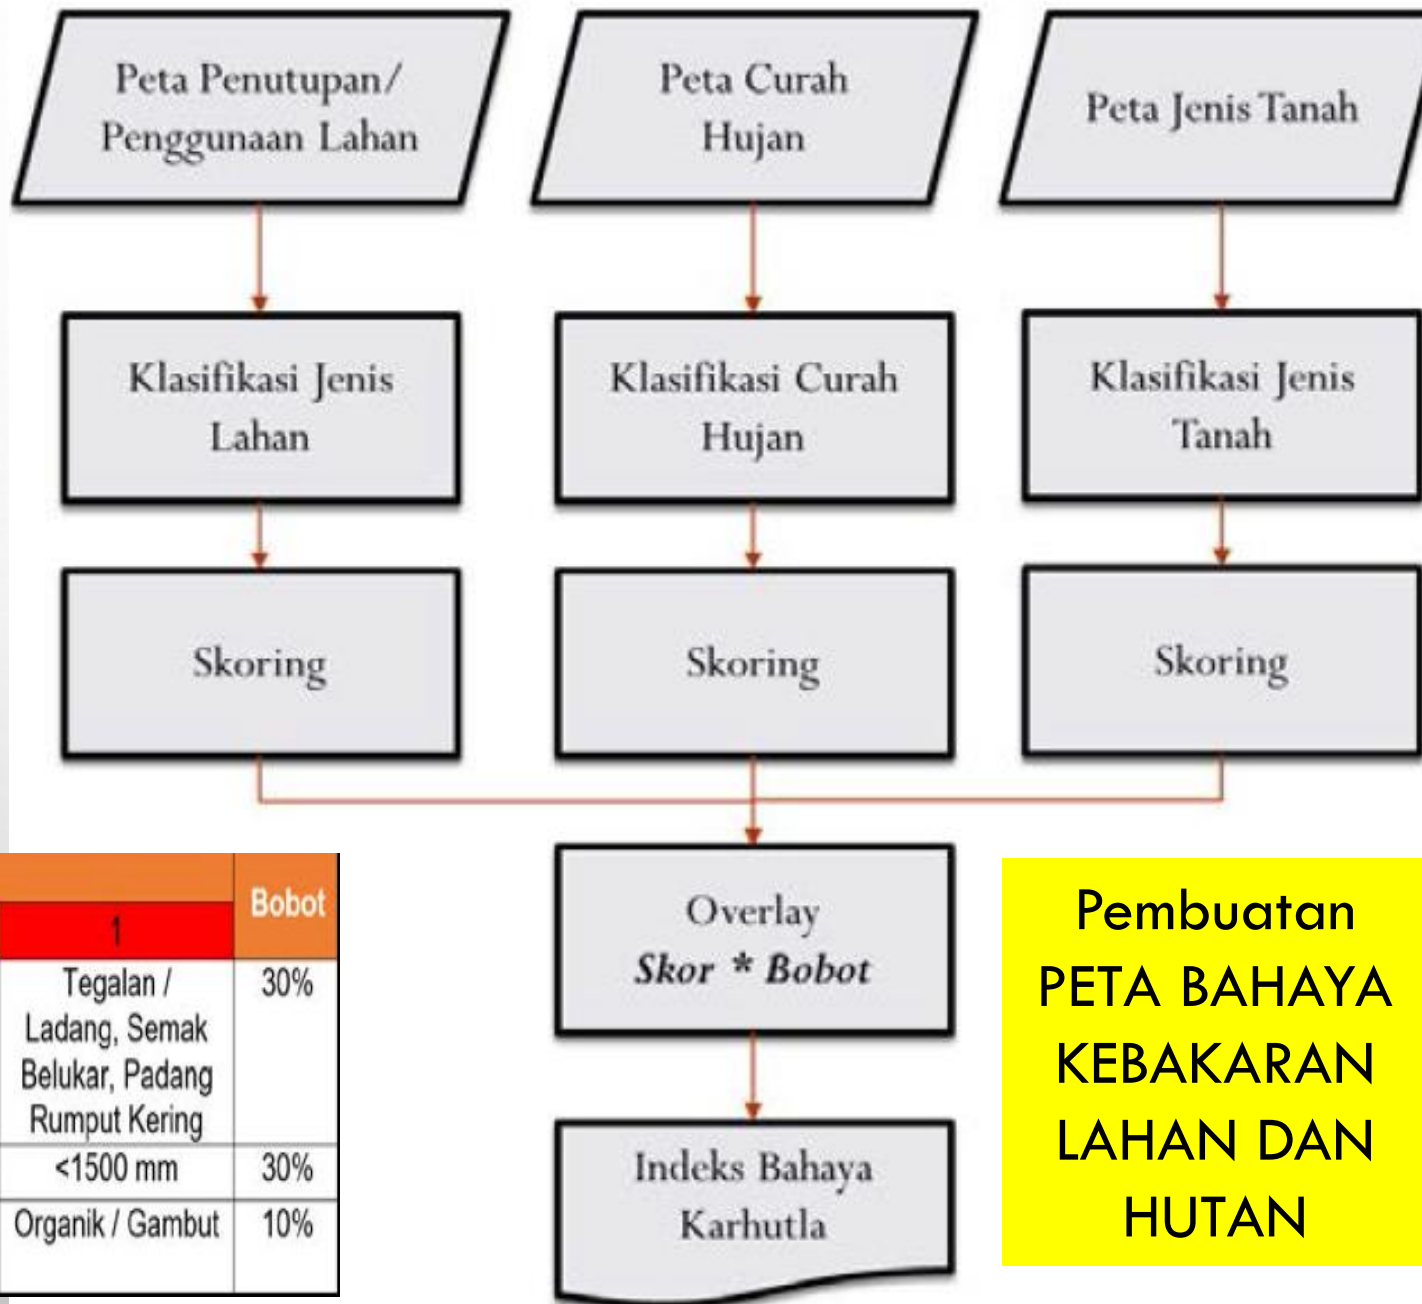 Peta Penutupan/
Penggunaan Lahan
Peta Curah
Hujan
Peta Jenis Tanah
Klasifikasi Jenis
Lahan
Klasifikasi Curah
Hujan
Klasifikasi Jenis
Tanah
Skoring
Skoring
Skoring
Overlay
Skor * Bobot
Indeks Bahaya
Karhutla
Bobot
1
Tegalan /
Ladang, Semak
Belukar, Padang
Rumput Kering
30%
<1500 mm
30%
Organik / Gambut
10%
Pembuatan
PETA BAHAYA
KEBAKARAN
LAHAN DAN
HUTAN